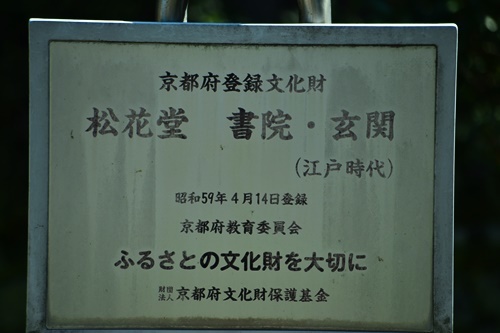 京都府登録文化財
松花堂 書院・玄関
(江戸時代)
昭和59年4月14日登録
京都府教育委員会
ふるさとの文化財を大切に
財団法人 京都府文化財保護基金